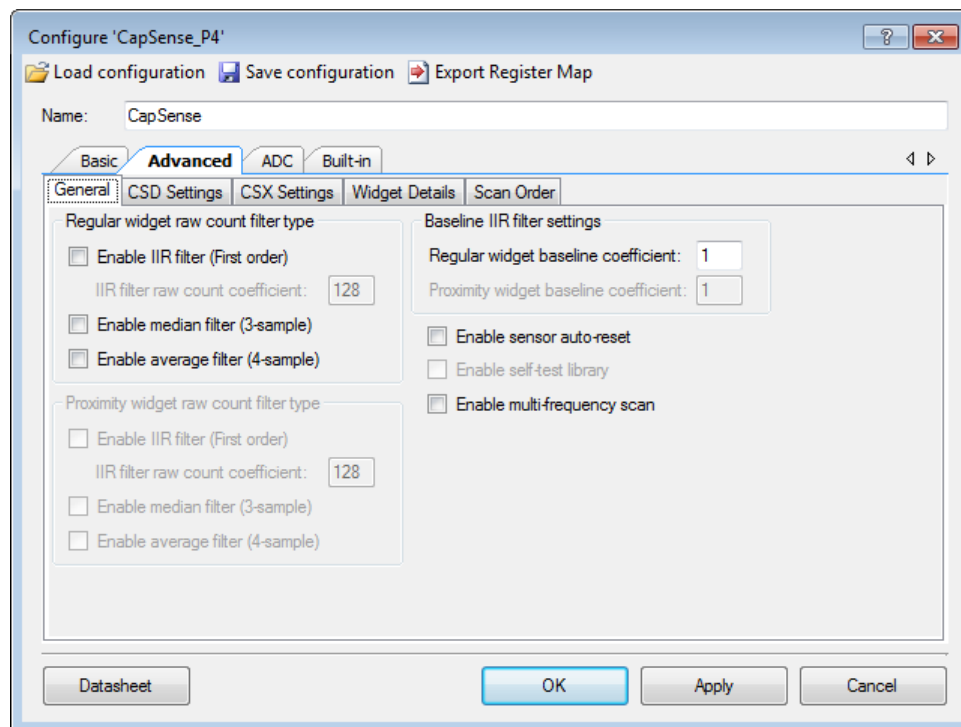 Configure 'CapSense_P4'
Load configuration Save configuration Export Register Map
Name: CapSense
Basic Advanced ADC Built-in
General CSD Settings CSX Settings Widget Details Scan Order
Regular widget raw count filter type
Enable IIR filter (First order)
IIR filter raw count coefficient: 128
Enable median filter (3-sample)
Enable average filter (4-sample)
Proximity widget raw count filter type
Enable IIR filter (First order)
IIR filter raw count coefficient: 128
Enable median filter (3-sample)
Enable average filter (4-sample)
Baseline IIR filter settings
Regular widget baseline coefficient: 1
Proximity widget baseline coefficient: 1
Enable sensor auto-reset
Enable self-test library
Enable multi-frequency scan
Datasheet OK Apply Cancel